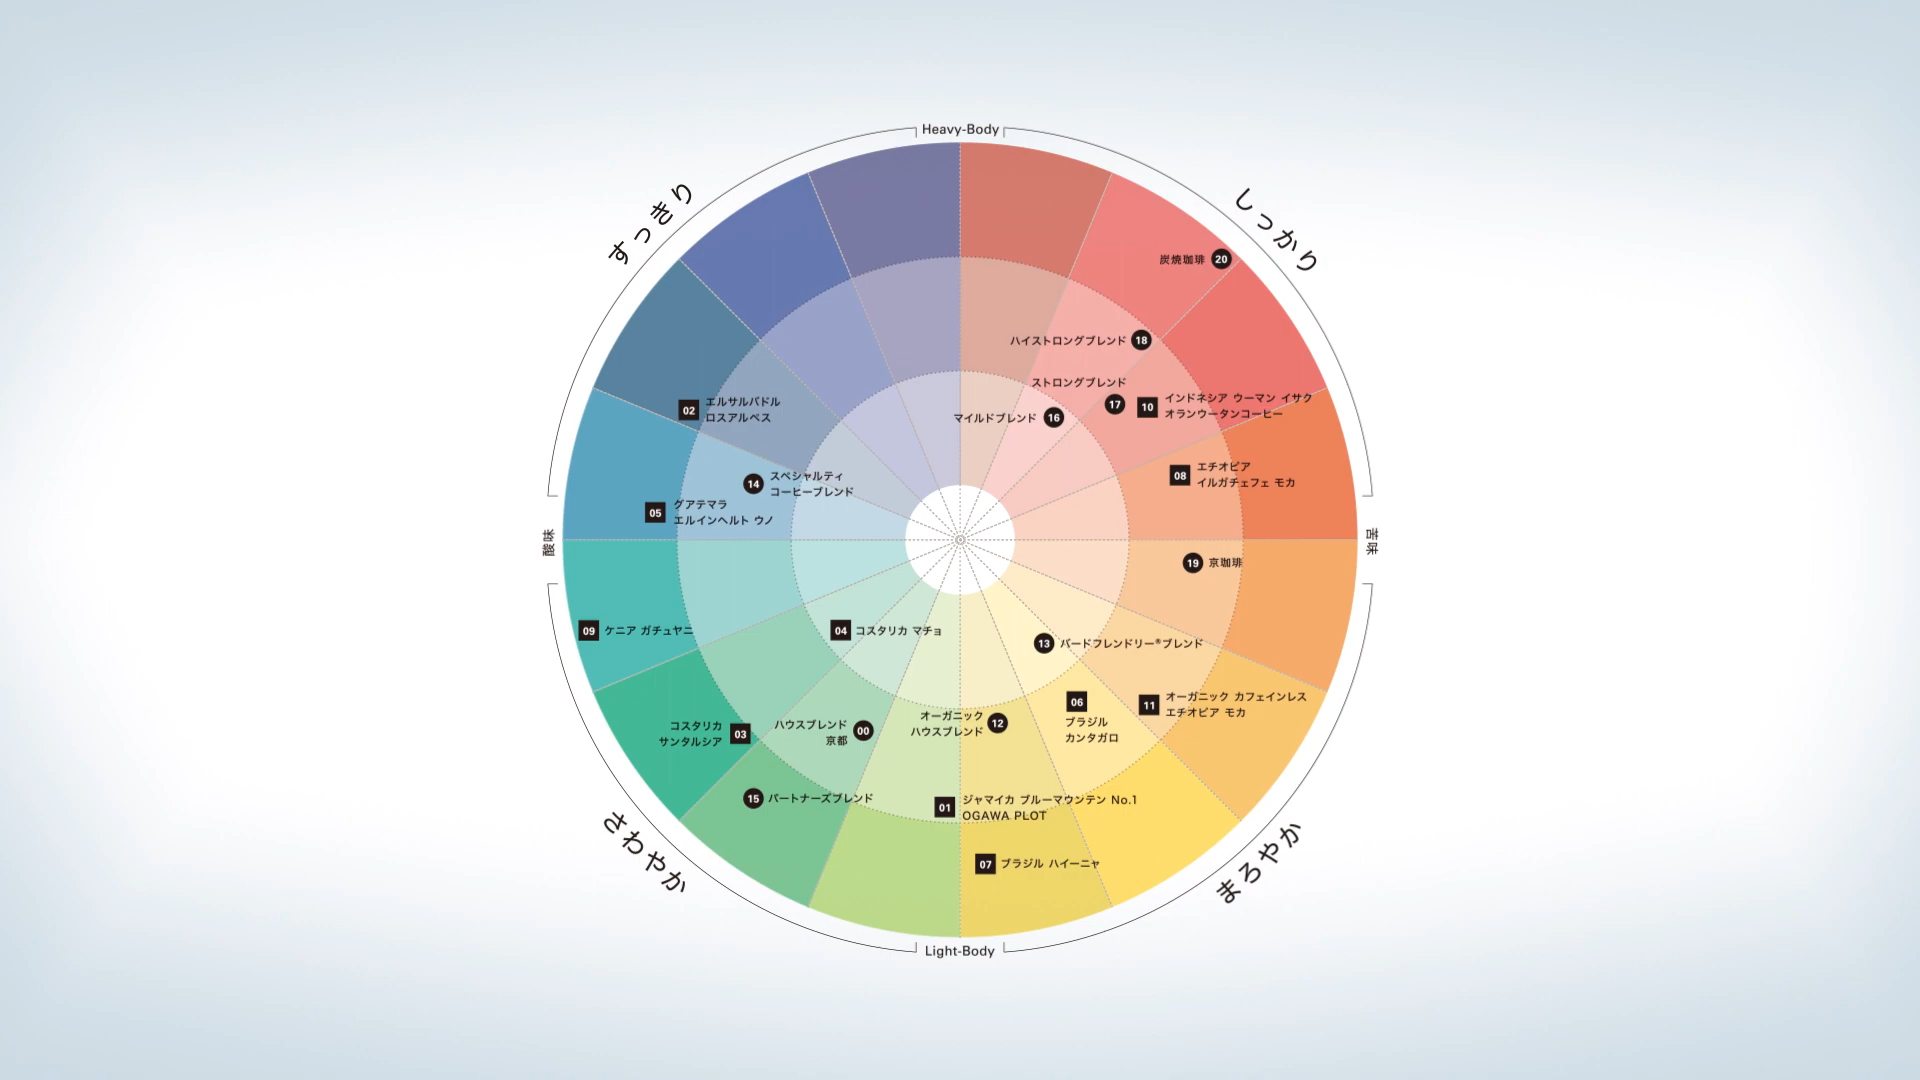 Heavy-Body
すっきり
しっかり
炭焼珈琲 20
ハイストロングブレンド 18
ストロングブレンド
17
マイルドブレンド 16
10 インドネシア ウーマン イサク
オランウータンコーヒー
02 エルサルバドル
ロスアルペス
14 スペシャルティ
コーヒーブレンド
08 エチオピア
イルガチェフェ モカ
05 グアテマラ
エルインヘルト ウノ
酸味
苦味
19 京珈琲
09 ケニア ガチュヤニ
04 コスタリカ マチョ
13 バードフレンドリー®ブレンド
06
ブラジル
カンタガロ
11 オーガニック カフェインレス
エチオピア モカ
コスタリカ
サンタルシア 03
ハウスブレンド
京都 00
オーガニック
ハウスブレンド 12
15 パートナーズブレンド
01 ジャマイカ ブルーマウンテン No.1
OGAWA PLOT
07 ブラジル ハイーニャ
さわやか
まろやか
Light-Body